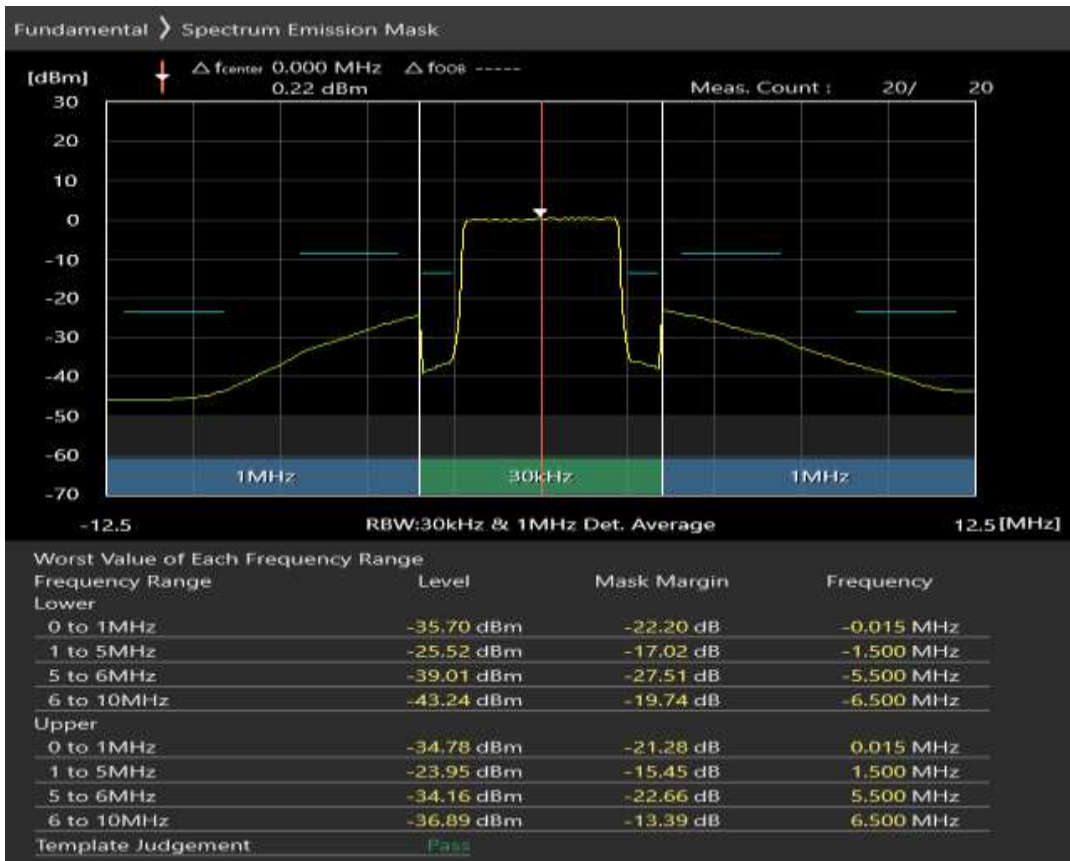 Fundamental 》 Spectrum Emission Mask
[dBm] △ fcenter 0.000 MHz △ fOOB -----
0.22 dBm Meas. Count : 20/ 20
30
20
10
0
-10
-20
-30
-40
-50
-60
1MHz 30kHz 1MHz
-70
-12.5 RBW:30kHz & 1MHz Det. Average 12.5 [MHz]
Worst Value of Each Frequency Range
Frequency Range Level Mask Margin Frequency
Lower
0 to 1MHz -35.70 dBm -22.20 dB -0.015 MHz
1 to 5MHz -25.52 dBm -17.02 dB -1.500 MHz
5 to 6MHz -39.01 dBm -27.51 dB -5.500 MHz
6 to 10MHz -43.24 dBm -19.74 dB -6.500 MHz
Upper
0 to 1MHz -34.78 dBm -21.28 dB 0.015 MHz
1 to 5MHz -23.95 dBm -15.45 dB 1.500 MHz
5 to 6MHz -34.16 dBm -22.66 dB 5.500 MHz
6 to 10MHz -36.89 dBm -13.39 dB 6.500 MHz
Template Judgement Pass